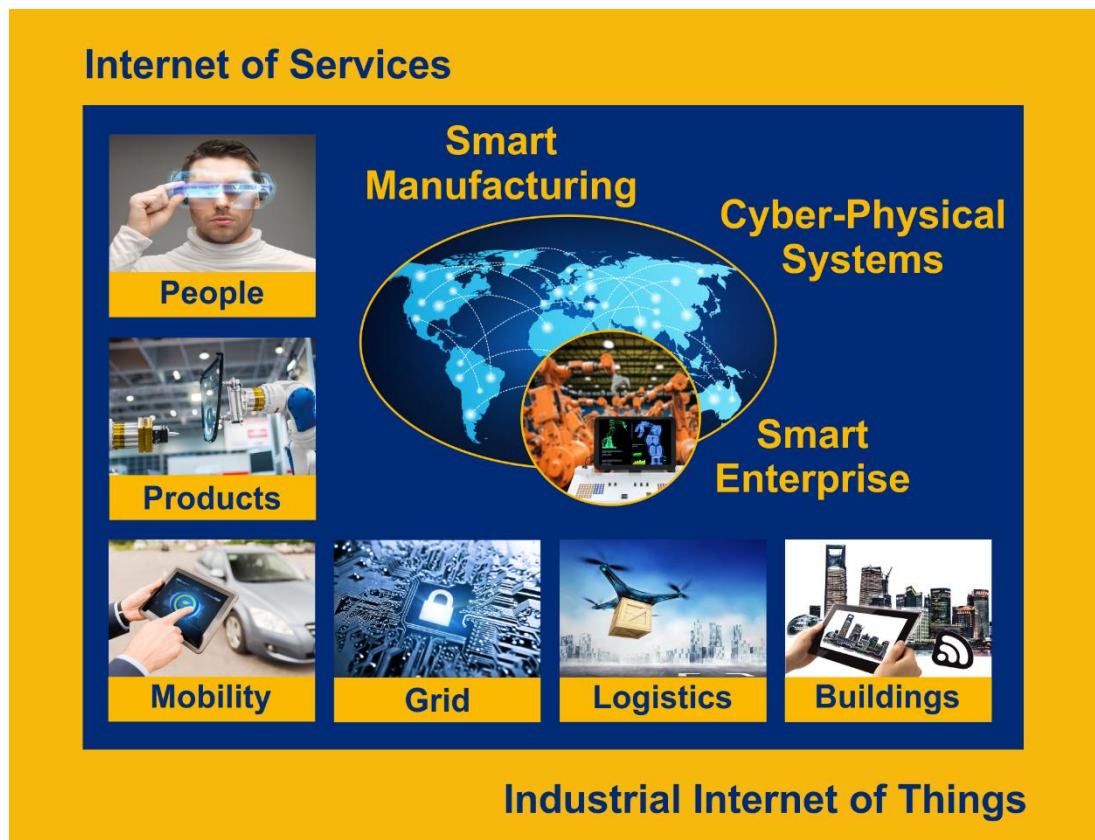 Internet of Services
Smart
Manufacturing
Cyber-Physical
Systems
People
Smart
Enterprise
Products
Mobility
Grid
Logistics
Buildings
Industrial Internet of Things